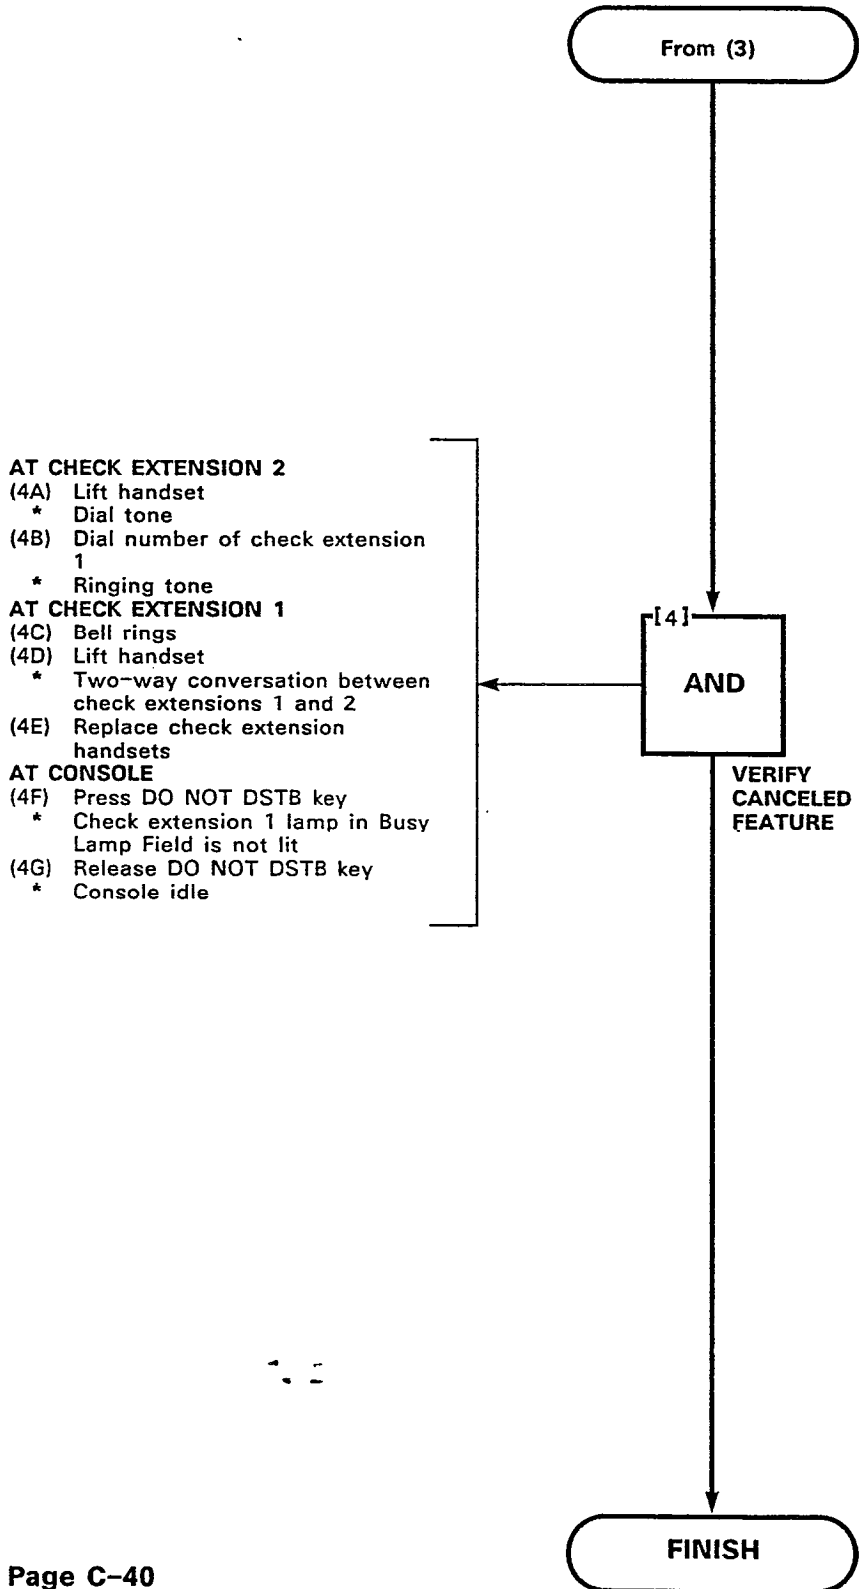 From (3)
AT CHECK EXTENSION 2
(4A) Lift handset
* Dial tone
(4B) Dial number of check extension
1
* Ringing tone
AT CHECK EXTENSION 1
(4C) Bell rings
(4D) Lift handset
* Two-way conversation between
check extensions 1 and 2
(4E) Replace check extension
handsets
AT CONSOLE
(4F) Press DO NOT DSTB key
* Check extension 1 lamp in Busy
Lamp Field is not lit
(4G) Release DO NOT DSTB key
* Console idle
[4]
AND
VERIFY
CANCELED
FEATURE
FINISH
Page C-40